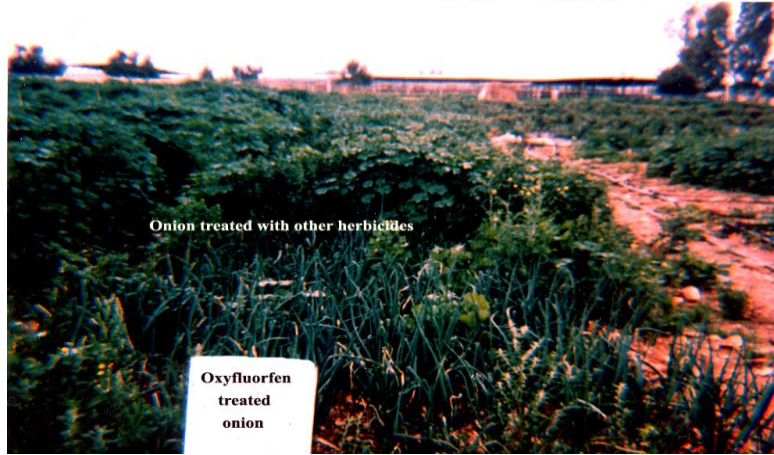 Onion treated with other herbicides
Oxyfluorfen
treated
onion